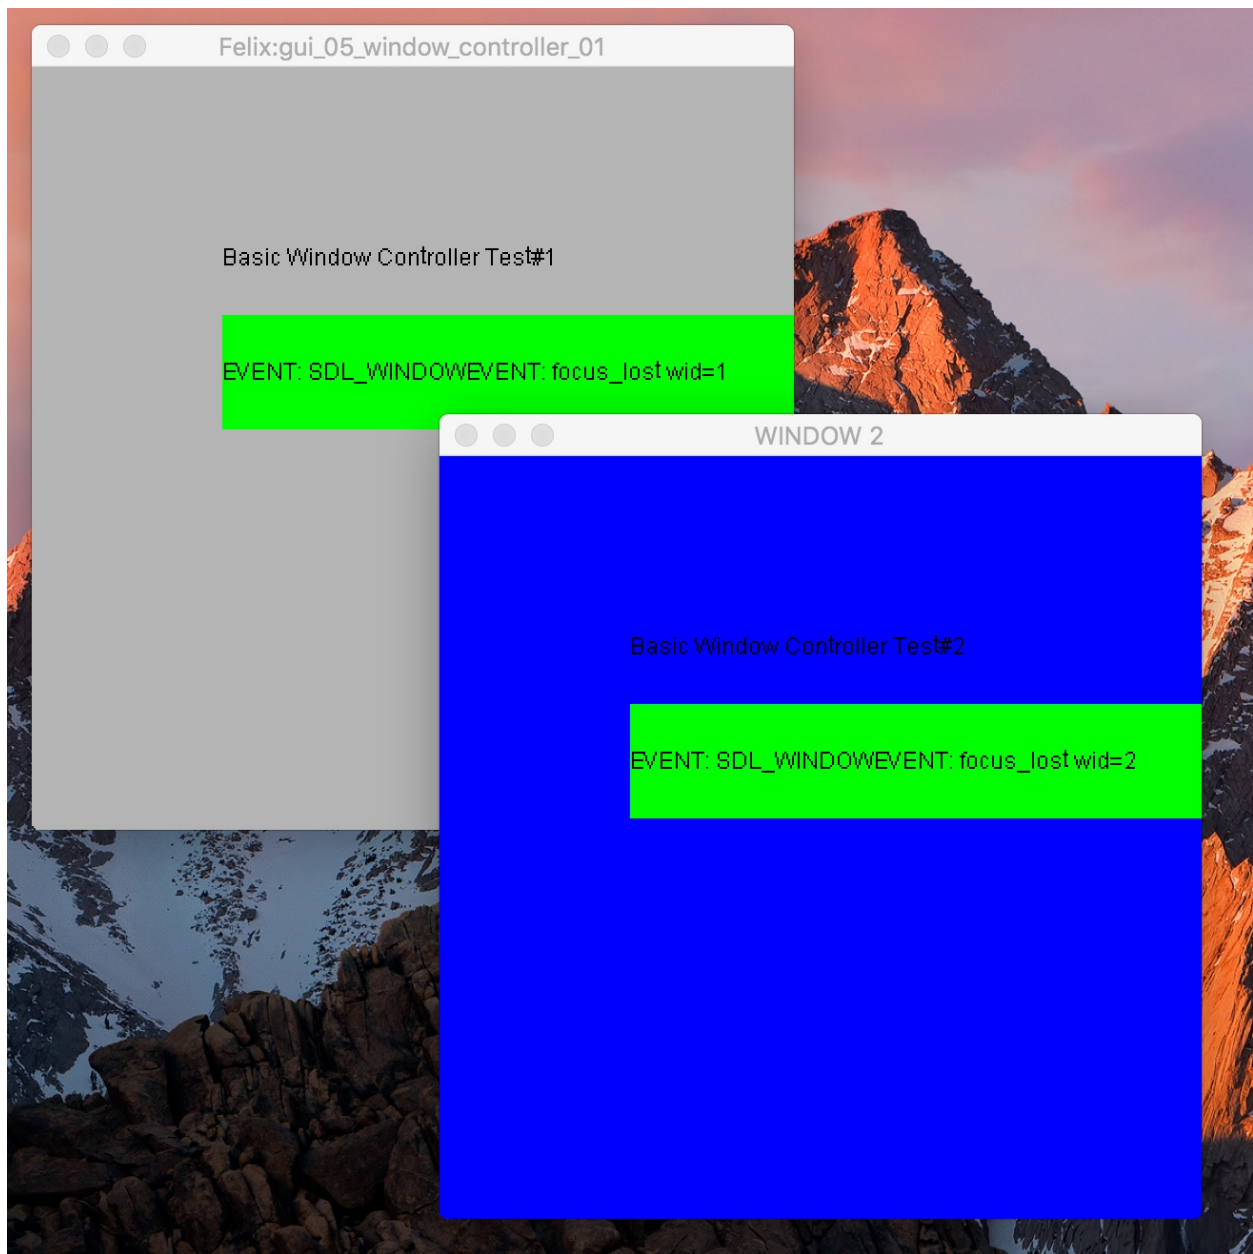 Felix:gui_05_window_controller_01
Basic Window Controller Test#1
EVENT: SDL_WINDOWEVENT: focus_lost wid=1
WINDOW 2
Basic Window Controller Test#2
EVENT: SDL_WINDOWEVENT: focus_lost wid=2